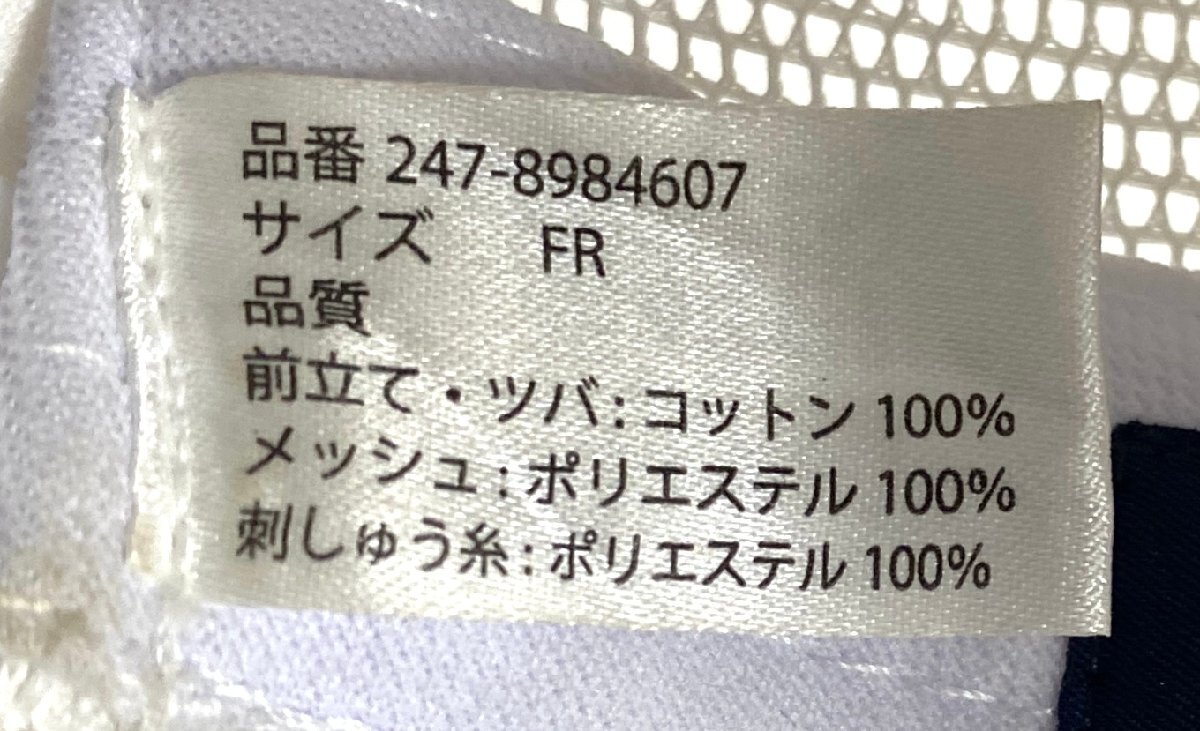 品番 247-8984607
サイズ FR
品質
前立て・ツバ:コットン 100%
メッシュ:ポリエステル 100%
刺しゅう糸:ポリエステル 100%